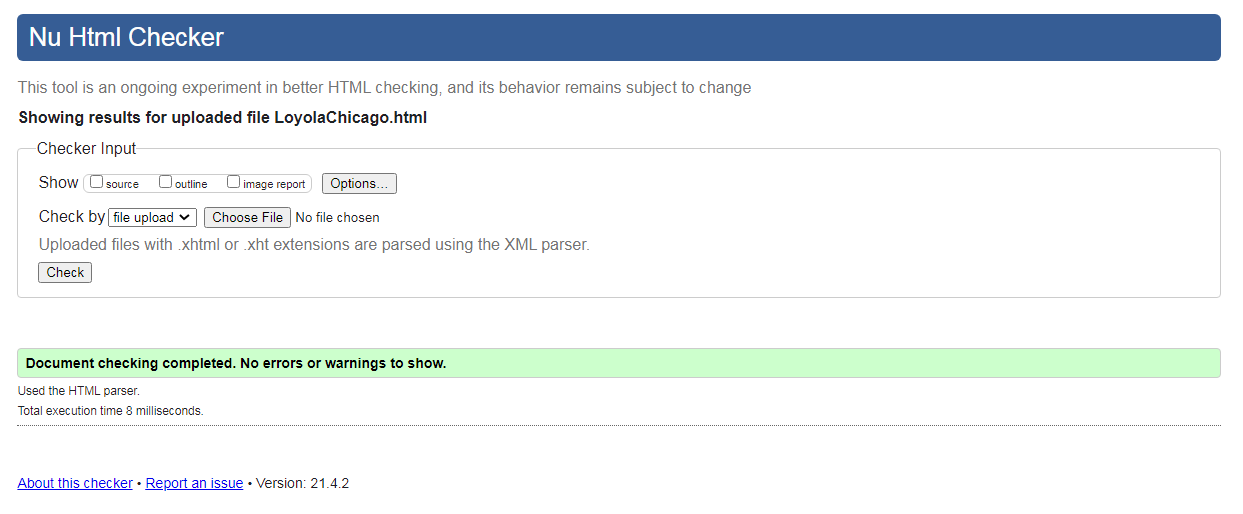 Nu Html Checker
This tool is an ongoing experiment in better HTML checking, and its behavior remains subject to change
Showing results for uploaded file LoyolaChicago.html
Checker Input
Show source outline image report Options...
Check by file upload Choose File No file chosen
Uploaded files with .xhtml or .xht extensions are parsed using the XML parser.
Check
Document checking completed. No errors or warnings to show.
Used the HTML parser.
Total execution time 8 milliseconds.
About this checker • Report an issue • Version: 21.4.2